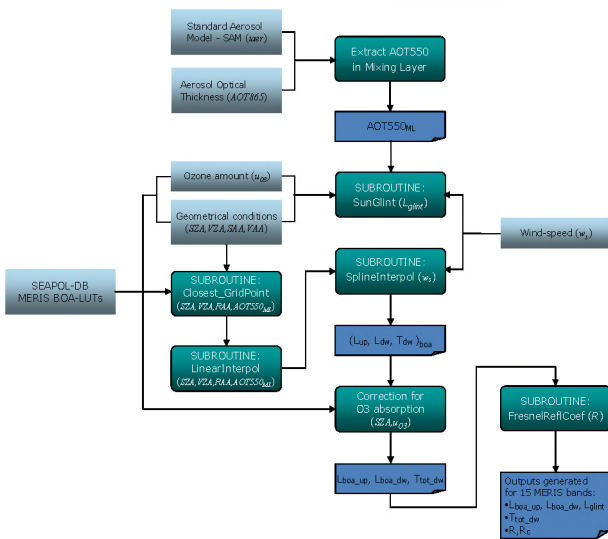 Standard Aerosol
Model - SAM (iaer)
Extract AOT550
in Mixing Layer
Aerosol Optical
Thickness (AOT865)
AOT550ML
Ozone amount (uO3)
SUBROUTINE:
SunGlint (Lglint)
Geometrical conditions
(SZA,VZA,SAA,VAA)
Wind-speed (ws)
SEAPOL-DB
MERIS BOA-LUTs
SUBROUTINE:
Closest_GridPoint
(SZA,VZA,RAA,AOT550ML)
SUBROUTINE:
SplineInterpol (ws)
SUBROUTINE:
LinearInterpol
(SZA,VZA,RAA,AOT550ML)
(Lup, Ldw, Tdw)boa
Correction for
O3 absorption
(SZA,uO3)
SUBROUTINE:
FresnelReflCoef (R)
Lboa_up, Lboa_dw, Ttot_dw
Outputs generated
for 15 MERIS bands:
•Lboa_up, Lboa_dw, Lglint
•Ttot_dw
•R,Rc